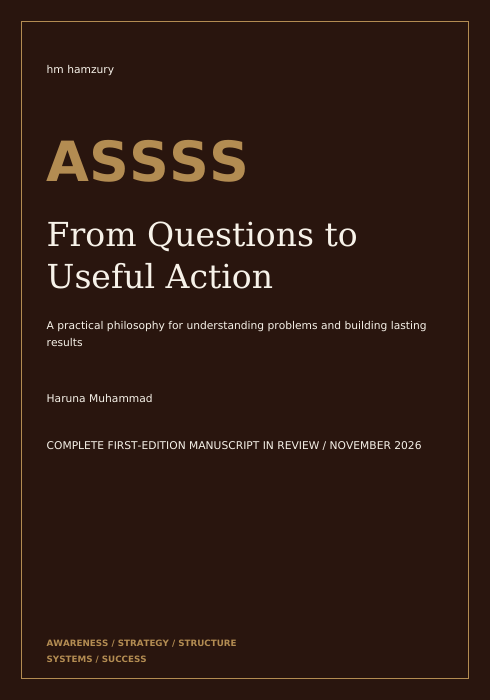 hm hamzury
ASSSS
From Questions to
Useful Action
A practical philosophy for understanding problems and building lasting
results
Haruna Muhammad
COMPLETE FIRST-EDITION MANUSCRIPT IN REVIEW / NOVEMBER 2026
AWARENESS / STRATEGY / STRUCTURE
SYSTEMS / SUCCESS